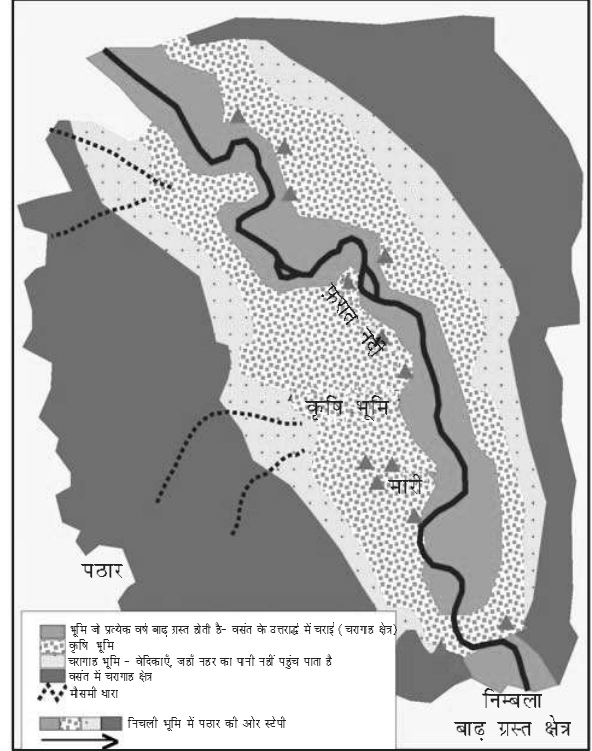 फ़रात नदी
कृषि भूमि
मारी
पठार
भूमि जो प्रत्येक वर्ष बाढ़ ग्रस्त होती है- वसंत के उत्तरार्द्ध में चराई (चरागाह क्षेत्र)
कृषि भूमि
चरागाह भूमि - वेदिकाएँ, जहाँ नहर का पानी नहीं पहुंच पाता है
वसंत में चरागाह क्षेत्र
मौसमी धारा
निचली भूमि में पठार की ओर स्टेपी
निम्बला
बाढ़ ग्रस्त क्षेत्र